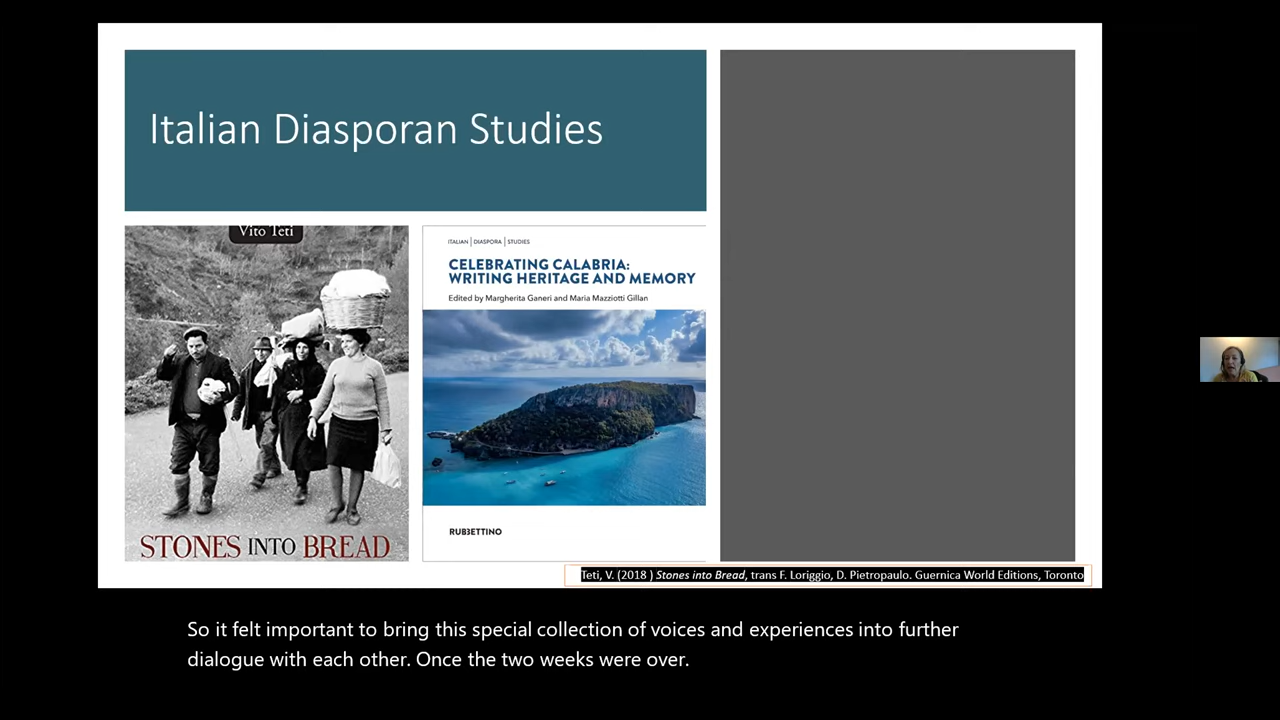 Italian Diasporan Studies
Vito Teti
STONES INTO BREAD
ITALIAN | DIASPORA | STUDIES
CELEBRATING CALABRIA:
WRITING HERITAGE AND MEMORY
Edited by Margherita Ganeri and Maria Mazziotti Gillan
RUBBETTINO
Teti, V. (2018 ) Stones into Bread, trans F. Loriggio, D. Pietropaulo. Guernica World Editions, Toronto
So it felt important to bring this special collection of voices and experiences into further
dialogue with each other. Once the two weeks were over.